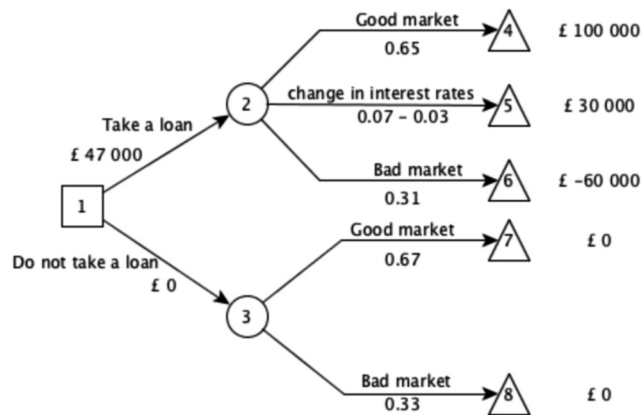 Good market
4
£ 100 000
0.65
change in interest rates
2
5
£ 30 000
0.07 – 0.03
Take a loan
£ 47 000
Bad market
6
£ -60 000
0.31
1
Good market
7
£ 0
0.67
Do not take a loan
£ 0
3
Bad market
8
£ 0
0.33